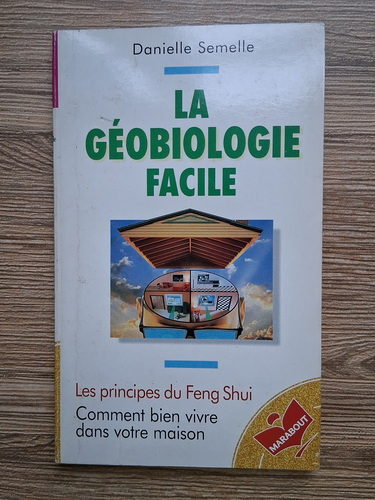 Danielle Semelle
LA
GÉOBIOLOGIE
FACILE
Les principes du Feng Shui
Comment bien vivre
dans votre maison
MARABOUT